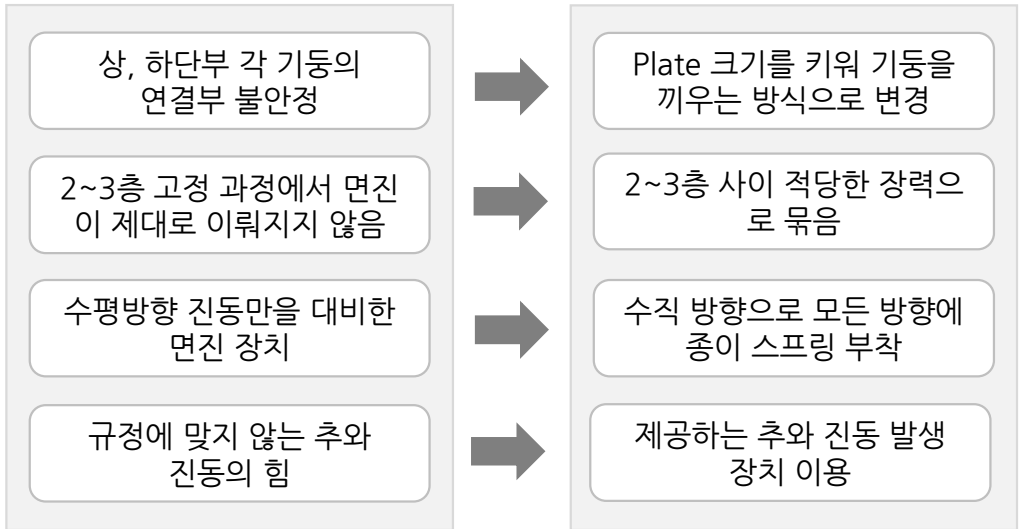 상, 하단부 각 기둥의
연결부 불안정
Plate 크기를 키워 기둥을
끼우는 방식으로 변경
2~3층 고정 과정에서 면진
이 제대로 이뤄지지 않음
2~3층 사이 적당한 장력으
로 묶음
수평방향 진동만을 대비한
면진 장치
수직 방향으로 모든 방향에
종이 스프링 부착
규정에 맞지 않는 추와
진동의 힘
제공하는 추와 진동 발생
장치 이용